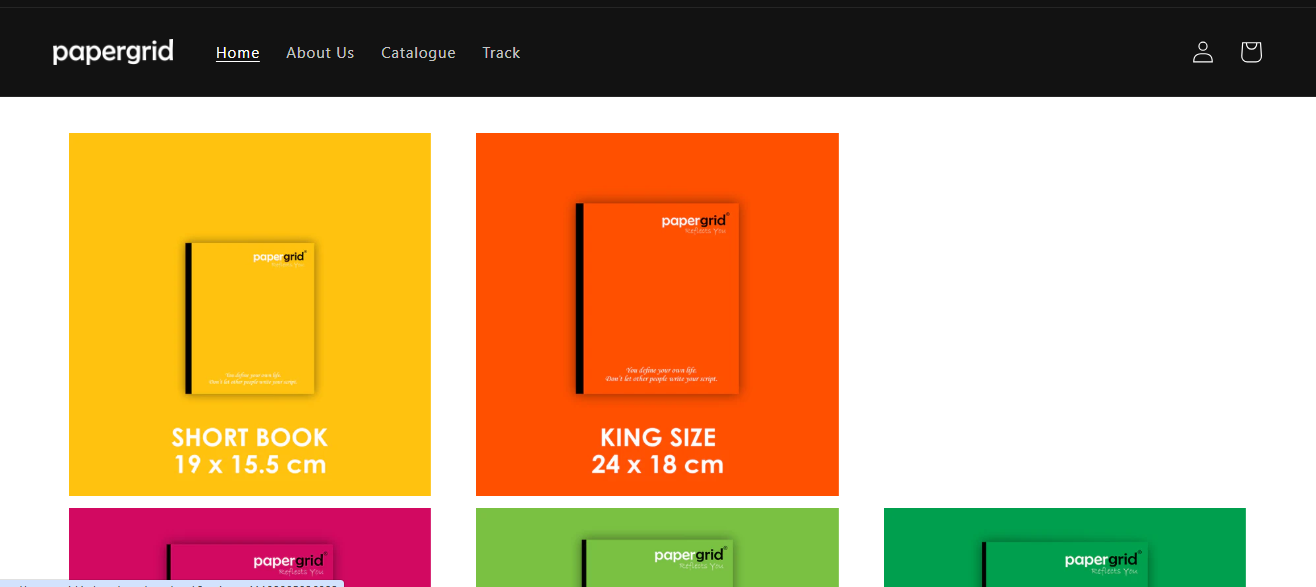 papergrid Home About Us Catalogue Track
papergrid®
Reflects You
You define your own life.
Don't let other people write your script.
SHORT BOOK
19 x 15.5 cm
papergrid®
Reflects You
You define your own life.
Don't let other people write your script.
KING SIZE
24 x 18 cm
papergrid®
Reflects You
papergrid®
Reflects You
papergrid®
Reflects You